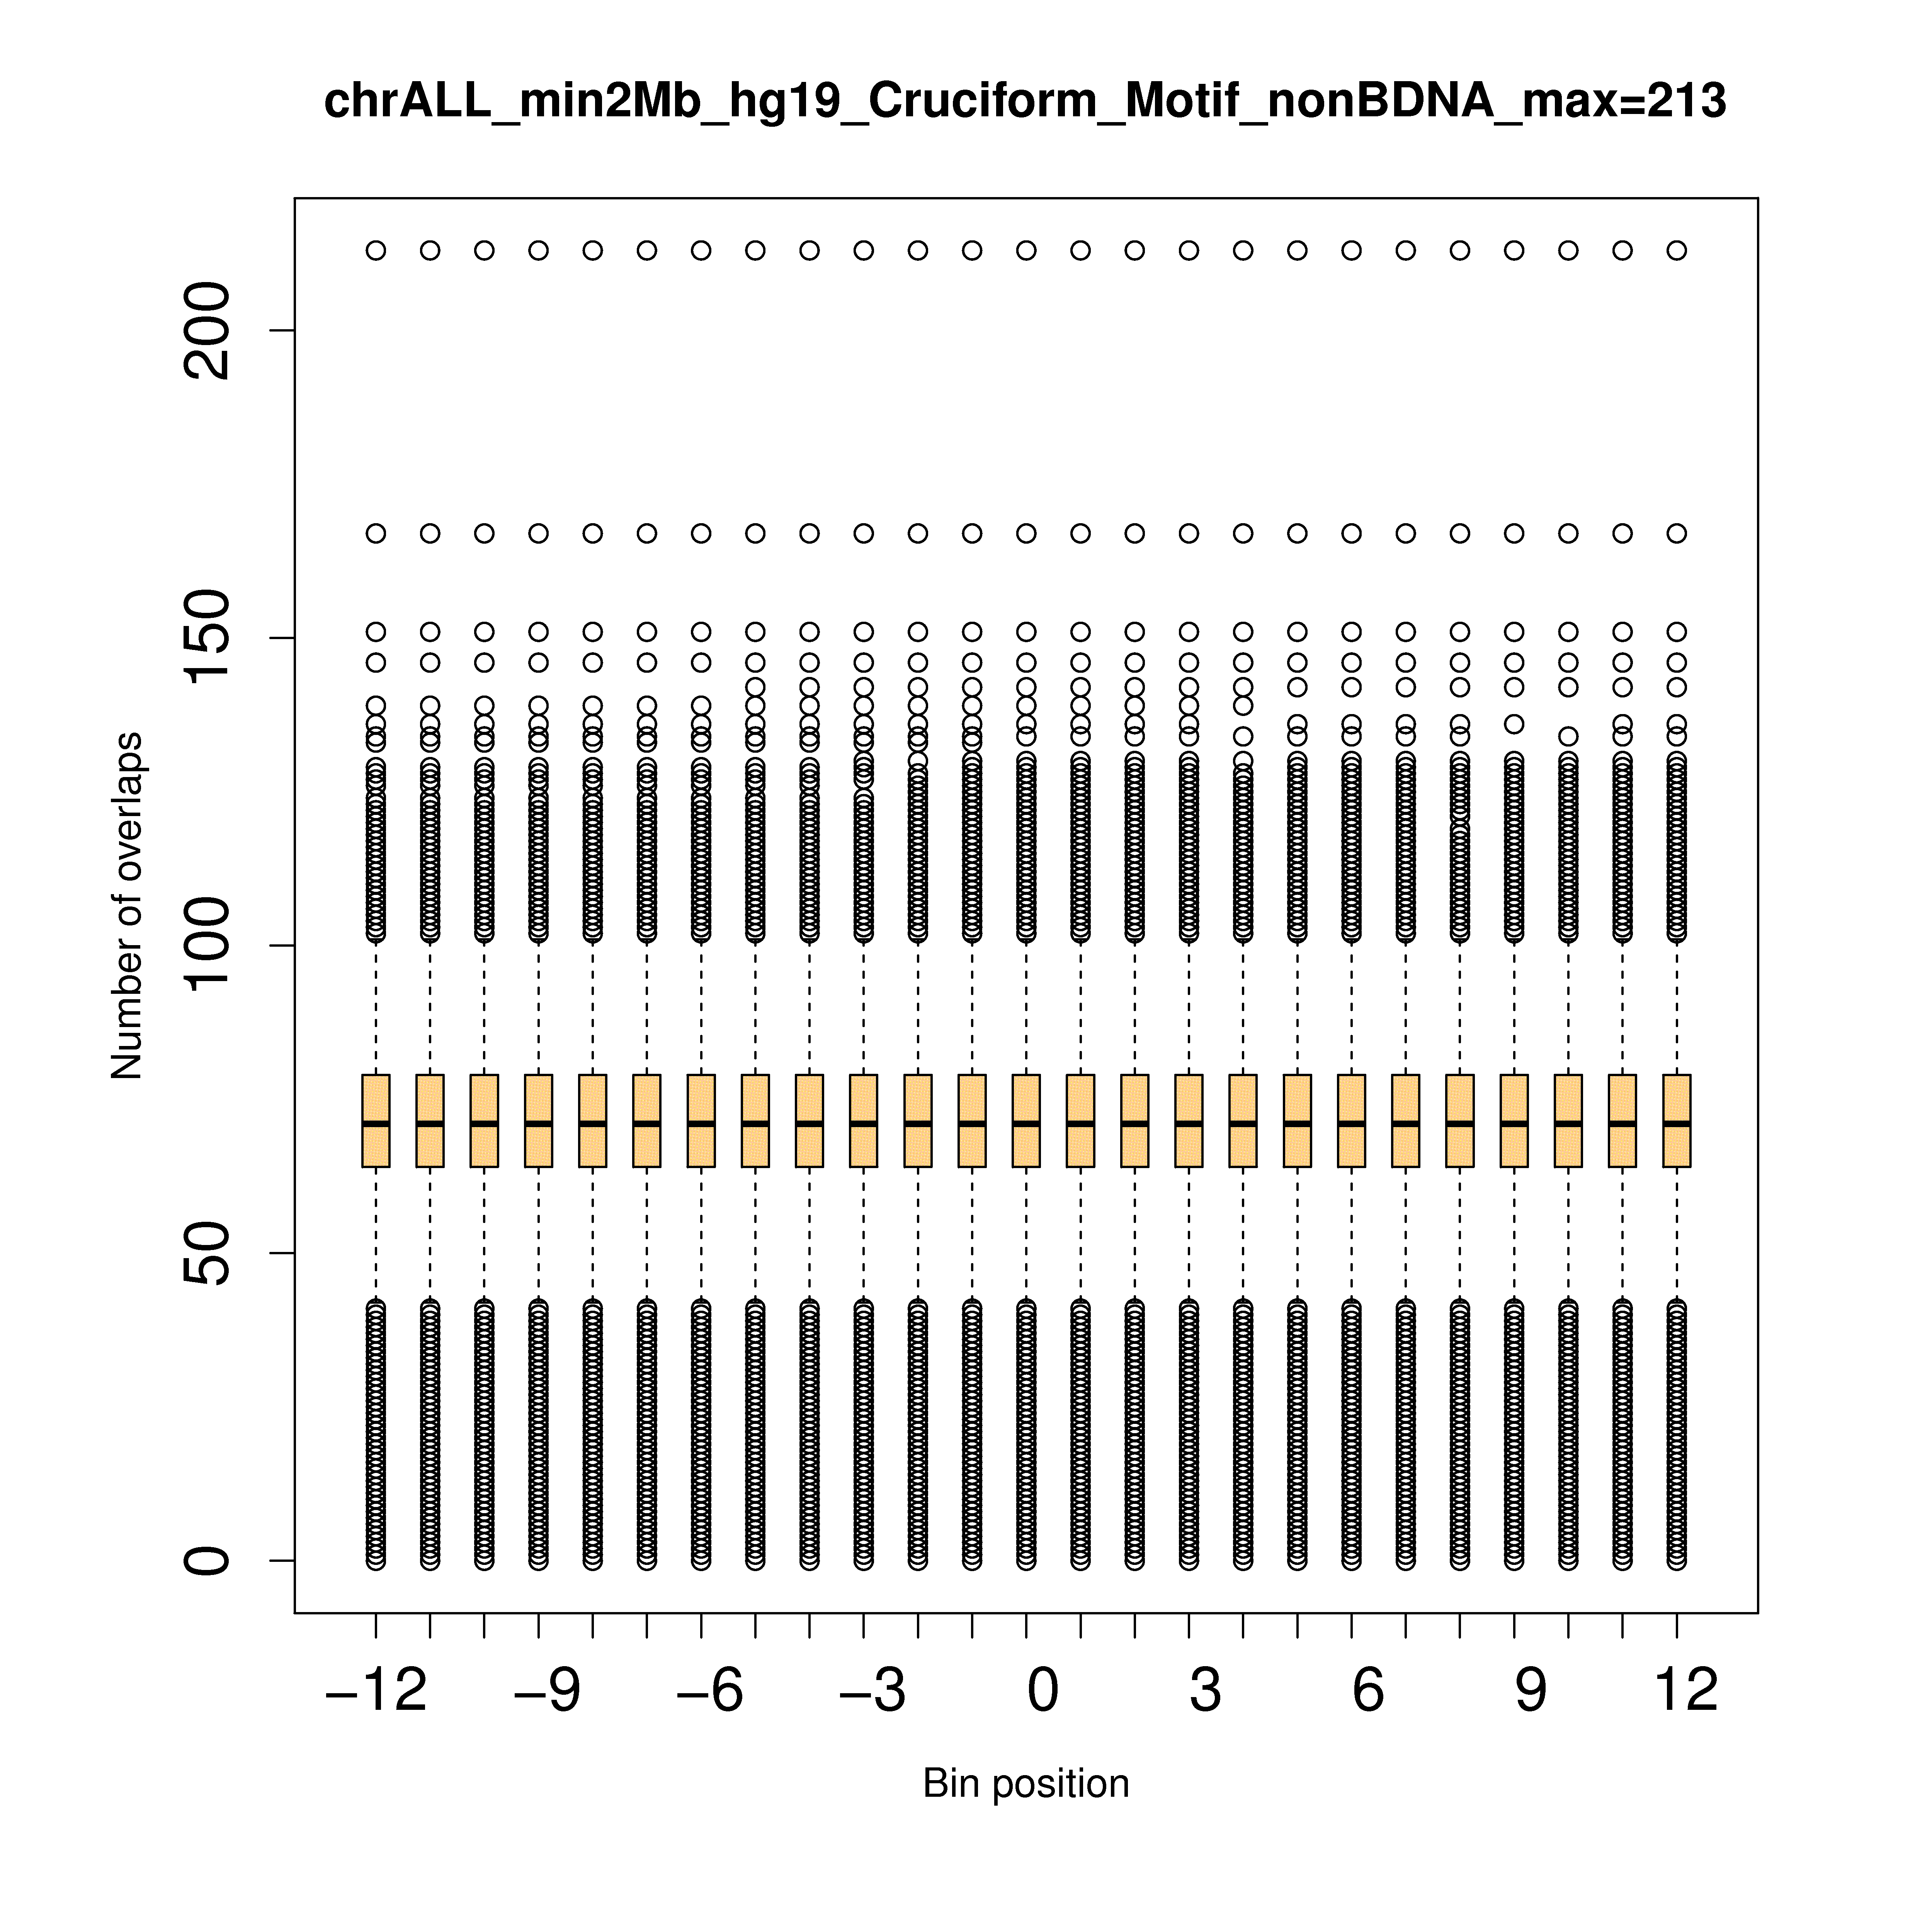 chrALL_min2Mb_hg19_Cruciform_Motif_nonBDNA_max=213
Number of overlaps
200
150
100
50
0
−12 −9 −6 −3 0 3 6 9 12
Bin position